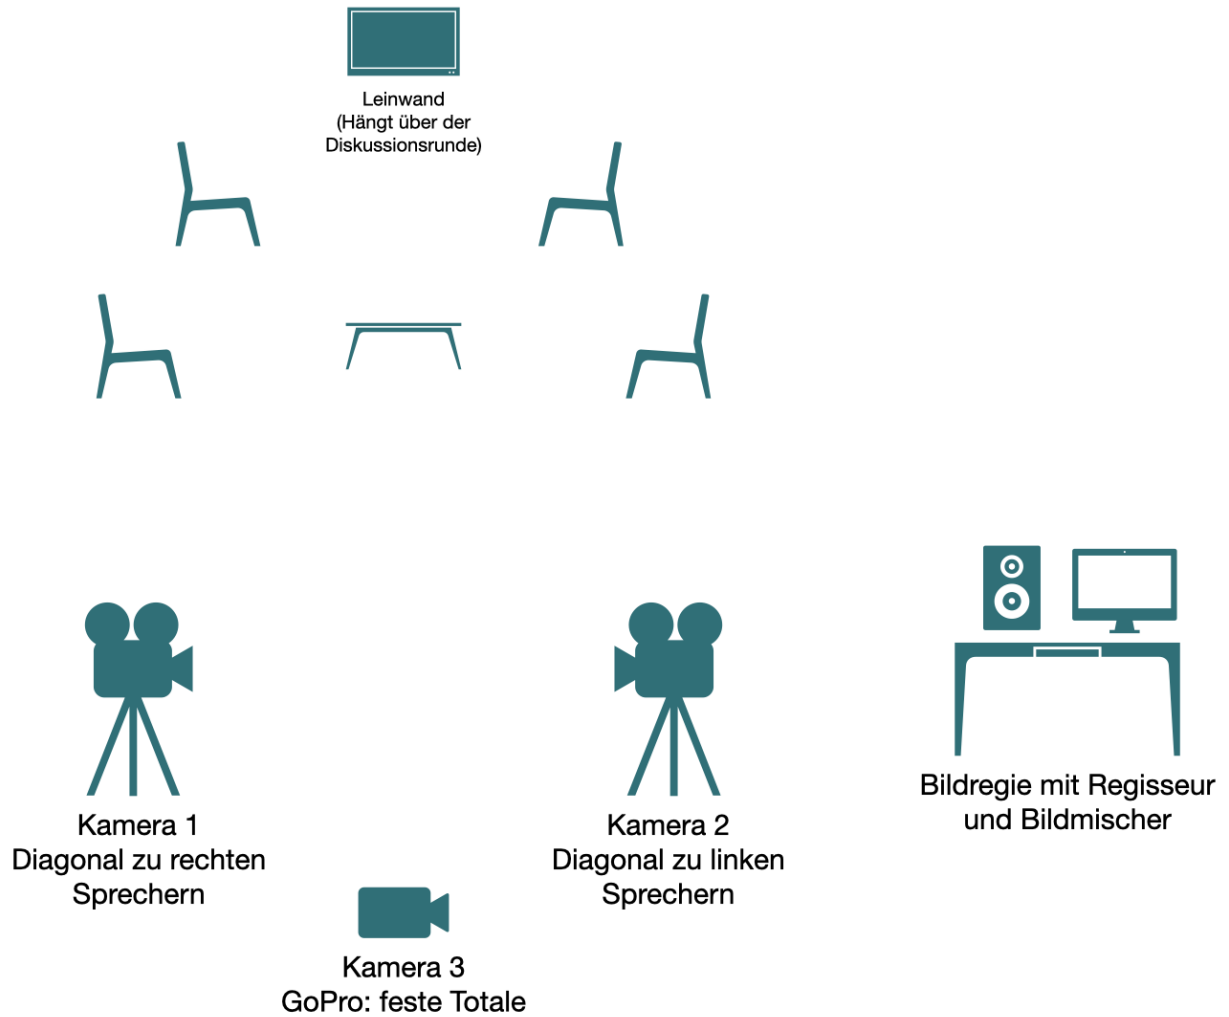 Leinwand
(Hängt über der
Diskussionsrunde)
Kamera 1
Diagonal zu rechten
Sprechern
Kamera 2
Diagonal zu linken
Sprechern
Bildregie mit Regisseur
und Bildmischer
Kamera 3
GoPro: feste Totale